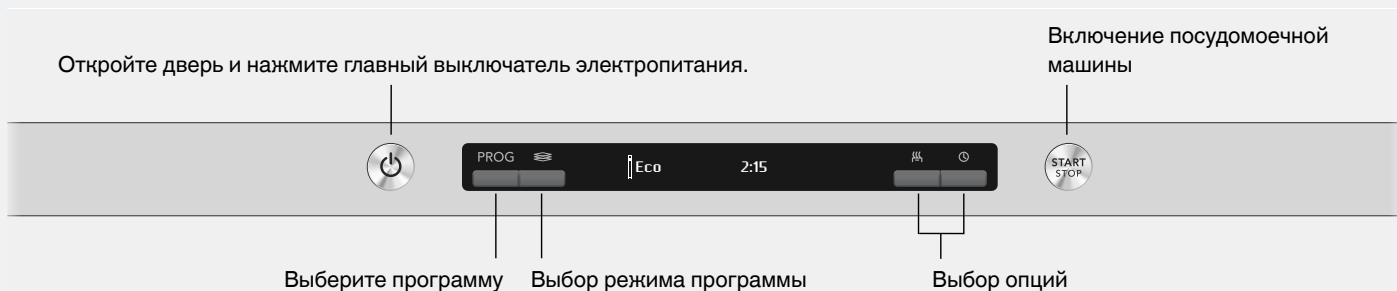 Включение посудомоечной
машины
Откройте дверь и нажмите главный выключатель электропитания.
PROG
Eco 2:15
START
STOP
Выберите программу Выбор режима программы Выбор опций